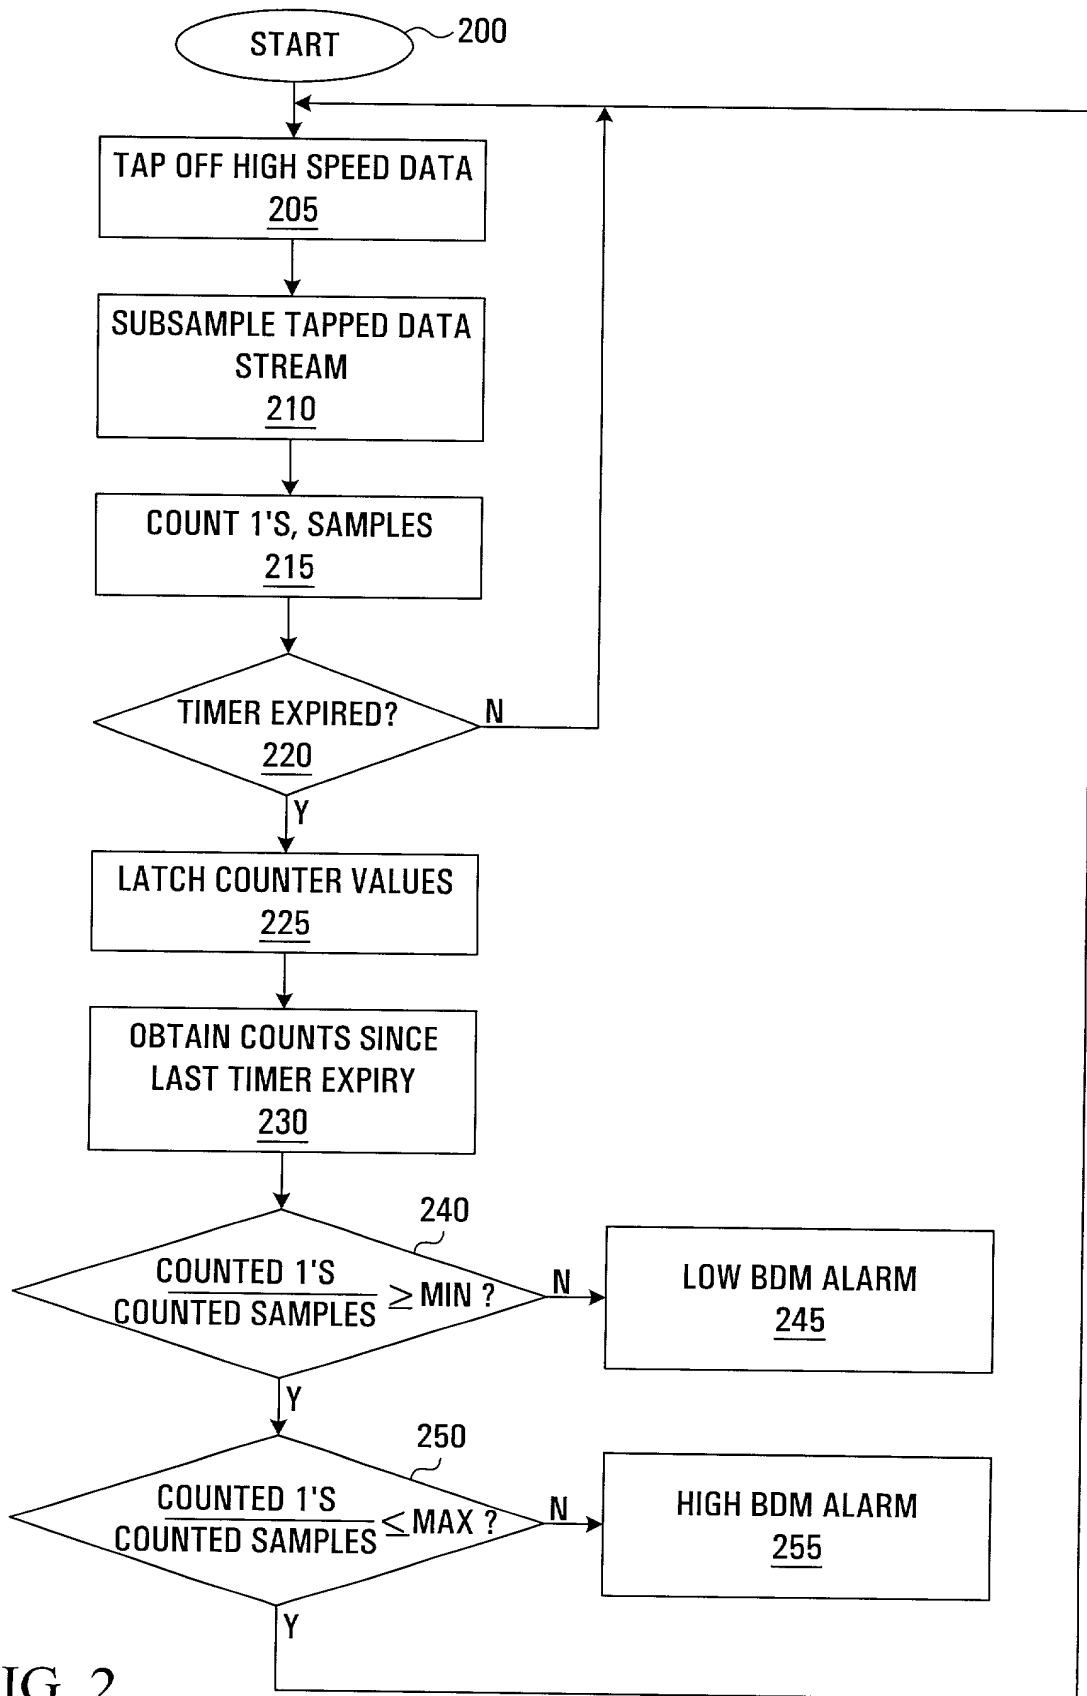 START
200
TAP OFF HIGH SPEED DATA
205
SUBSAMPLE TAPPED DATA
STREAM
210
COUNT 1'S, SAMPLES
215
TIMER EXPIRED?
220
N
Y
LATCH COUNTER VALUES
225
OBTAIN COUNTS SINCE
LAST TIMER EXPIRY
230
240
COUNTED 1'S
COUNTED SAMPLES ≥ MIN ?
N
LOW BDM ALARM
245
Y
250
COUNTED 1'S
COUNTED SAMPLES ≤ MAX ?
N
HIGH BDM ALARM
255
Y
IG. 2